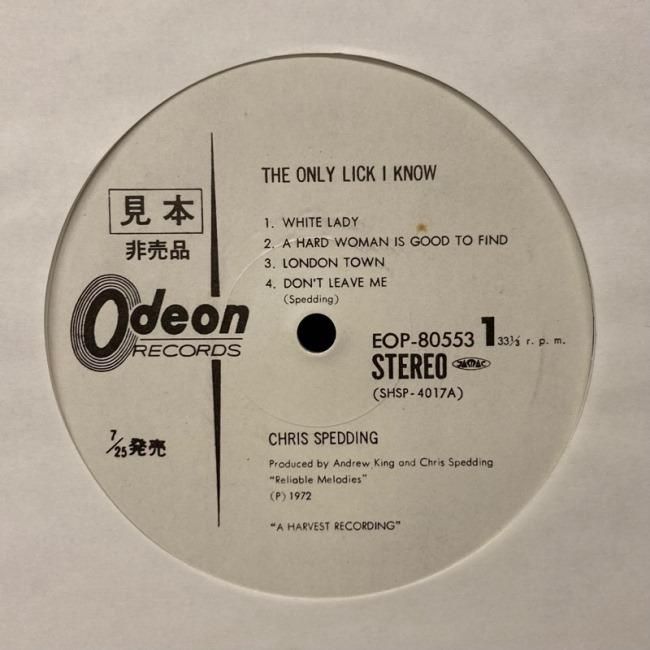 THE ONLY LICK I KNOW
見本
非売品
1. WHITE LADY
2. A HARD WOMAN IS GOOD TO FIND
3. LONDON TOWN
4. DON'T LEAVE ME
(Spedding)
Odeon
RECORDS
EOP-80553 1 33⅓ r. p. m.
STEREO
(SHSP-4017A)
7/25発売
CHRIS SPEDDING
Produced by Andrew King and Chris Spedding
"Reliable Melodies"
(P) 1972
"A HARVEST RECORDING"